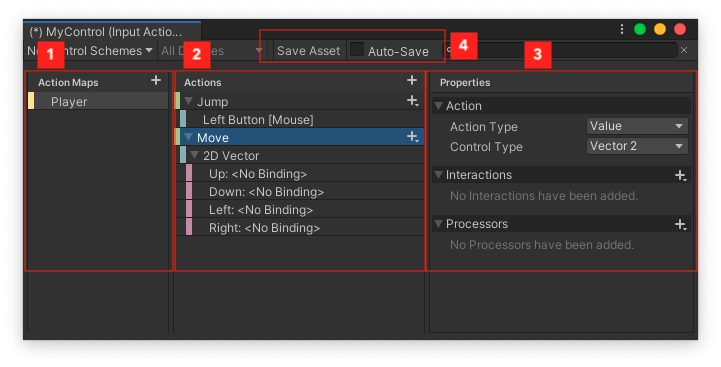 (*) MyControl (Input Actio...
No Control Schemes All Devices Save Asset Auto-Save
1 2 4 3
Action Maps + Actions + Properties
Player
Jump
Left Button [Mouse]
Move
2D Vector
Up: <No Binding>
Down: <No Binding>
Left: <No Binding>
Right: <No Binding>
Action
Action Type Value
Control Type Vector 2
Interactions
No Interactions have been added.
Processors
No Processors have been added.